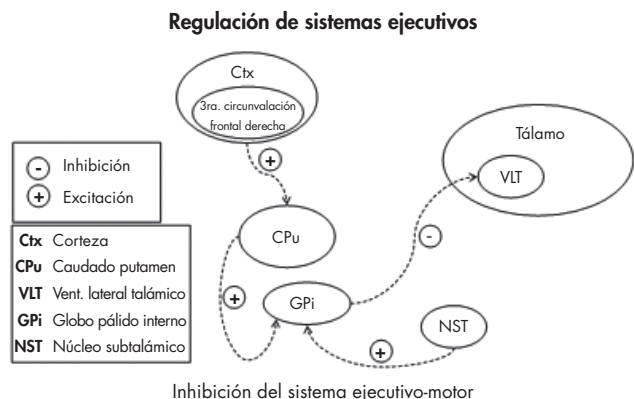 Regulación de sistemas ejecutivos
Ctx
3ra. circunvalación
frontal derecha
+
Tálamo
VLT
- Inhibición
+ Excitación
Ctx Corteza
CPu Caudado putamen
VLT Vent. lateral talámico
GPi Globo pálido interno
NST Núcleo subtalámico
CPu
-
+
GPi
NST
+
Inhibición del sistema ejecutivo-motor